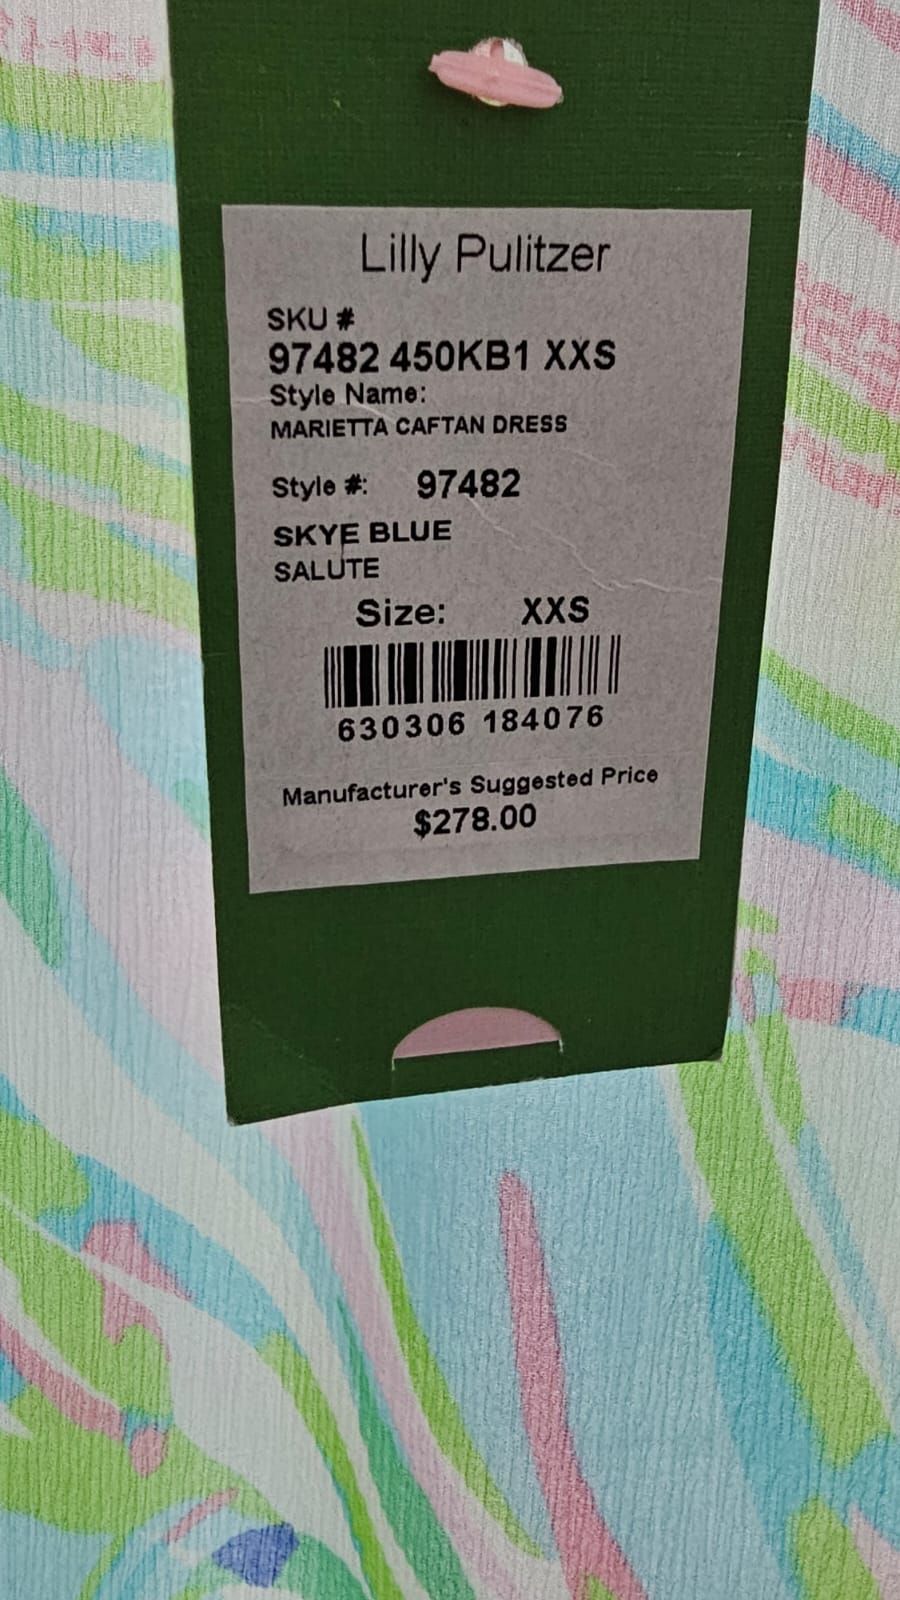 Lilly Pulitzer
SKU #
97482 450KB1 XXS
Style Name:
MARIETTA CAFTAN DRESS
Style #: 97482
SKYE BLUE
SALUTE
Size: XXS
630306 184076
Manufacturer's Suggested Price
$278.00